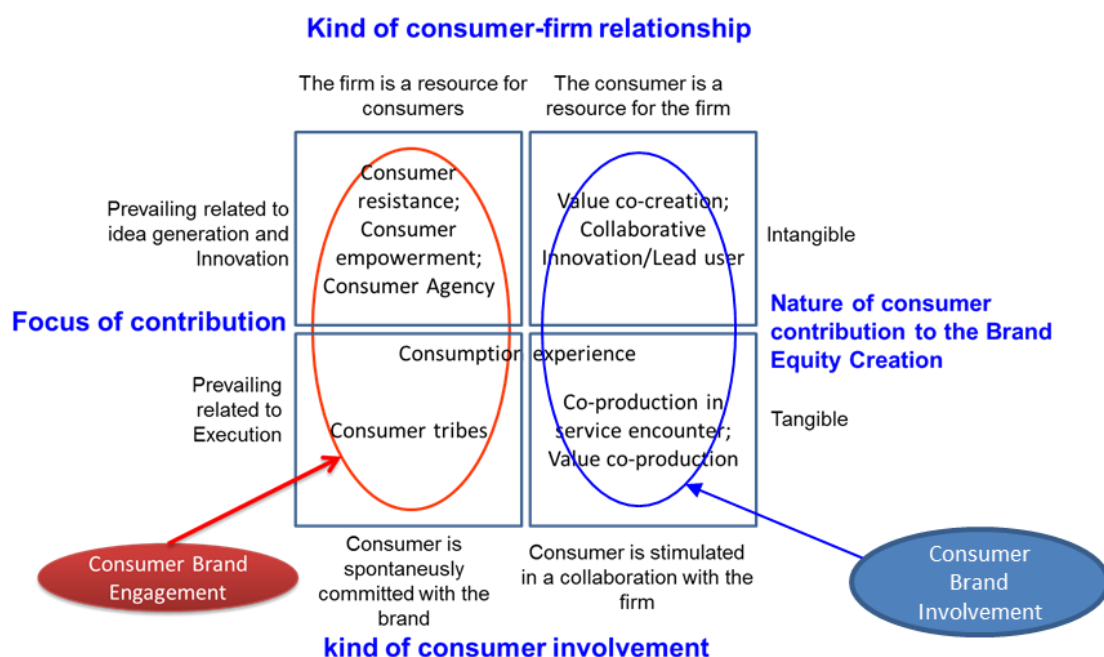 Kind of consumer-firm relationship
The firm is a resource for
consumers
The consumer is a
resource for the firm
Prevailing related to
idea generation and
Innovation
Consumer
resistance;
Consumer
empowerment;
Consumer Agency
Value co-creation;
Collaborative
Innovation/Lead user
Intangible
Focus of contribution
Nature of consumer
contribution to the Brand
Equity Creation
Consumption experience
Prevailing
related to
Execution
Consumer tribes
Co-production in
service encounter;
Value co-production
Tangible
Consumer Brand
Engagement
Consumer is
spontaneusly
committed with the
brand
Consumer is stimulated
in a collaboration with the
firm
Consumer
Brand
Involvement
kind of consumer involvement